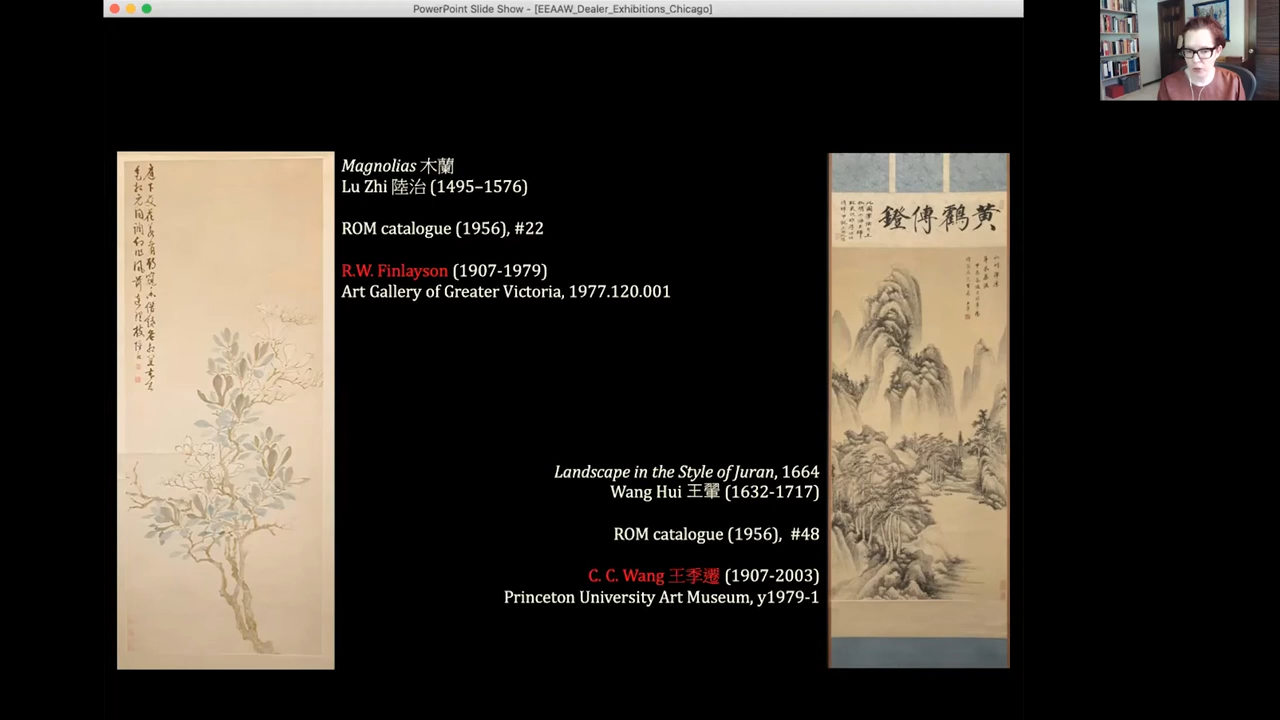 PowerPoint Slide Show - [EEAAW_Dealer_Exhibitions_Chicago]
Magnolias 木蘭
Lu Zhi 陸治 (1495–1576)
ROM catalogue (1956), #22
R.W. Finlayson (1907-1979)
Art Gallery of Greater Victoria, 1977.120.001
黃鶴傳鐙
Landscape in the Style of Juran, 1664
Wang Hui 王翬 (1632-1717)
ROM catalogue (1956), #48
C. C. Wang 王季遷 (1907-2003)
Princeton University Art Museum, y1979-1